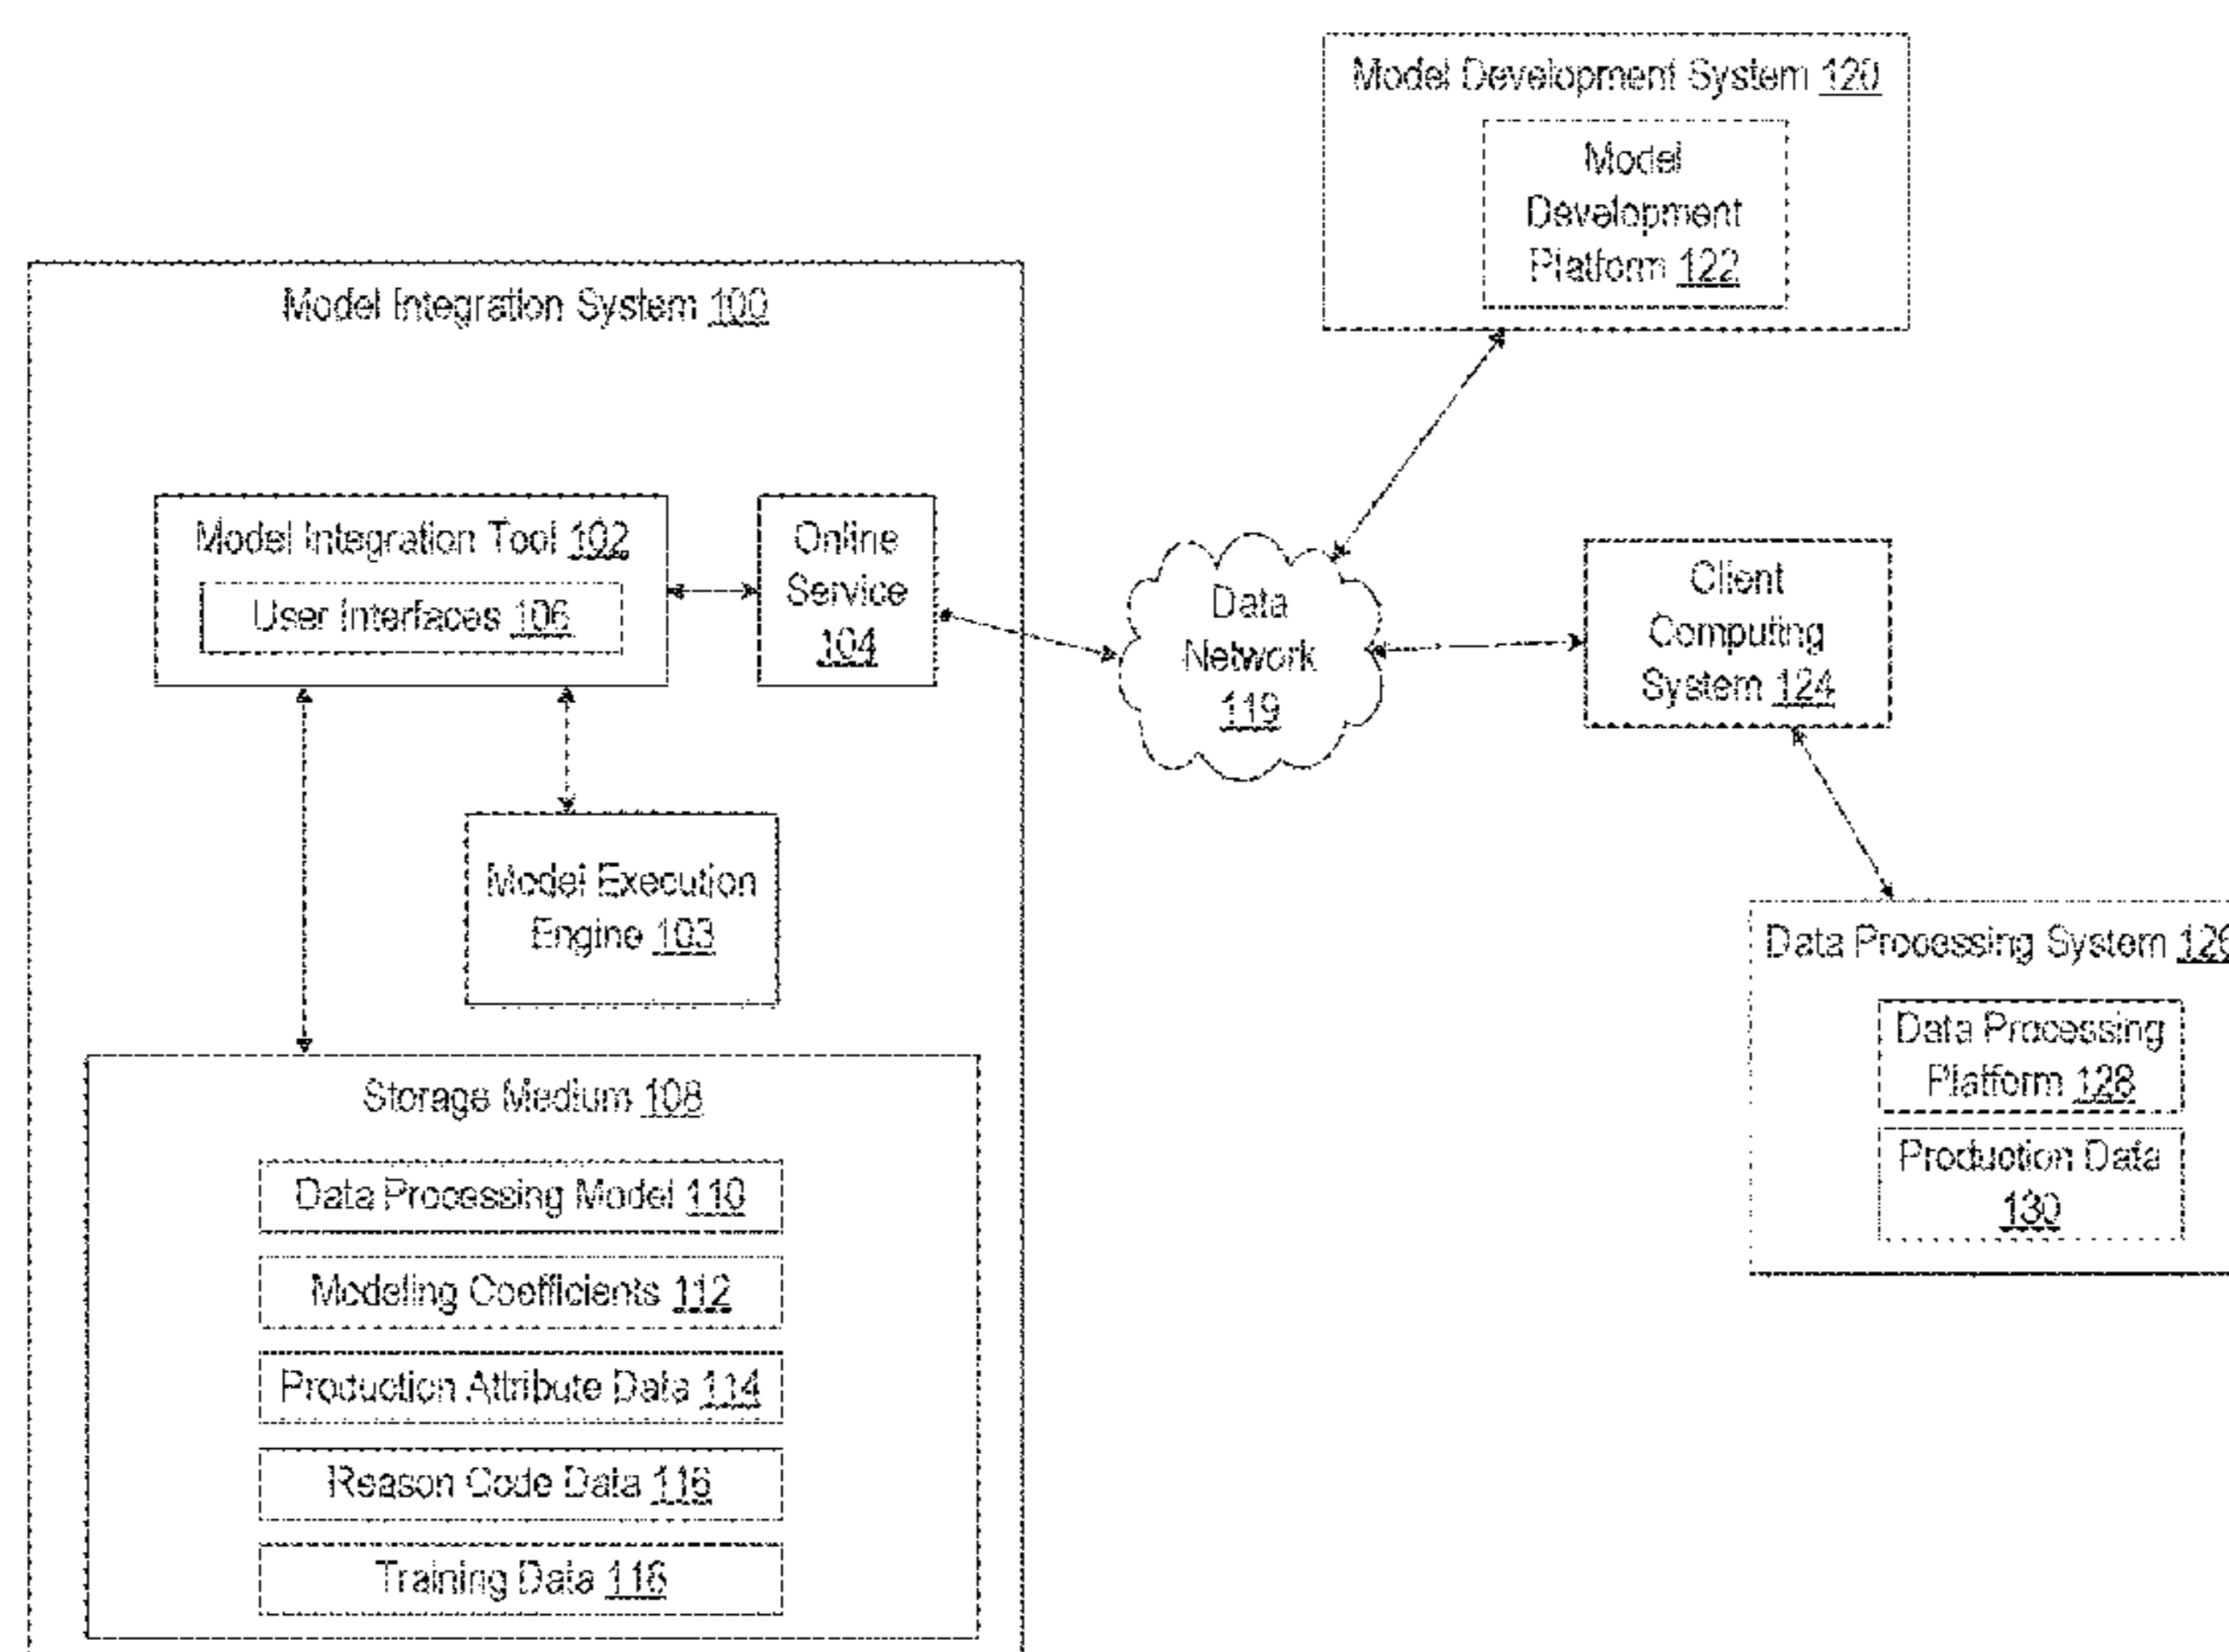 Model Development System 120
Model
Development
Platform 122
Model Integration System 100
Model Integration Tool 102
User Interfaces 106
Online
Service
104
Data
Network
119
Client
Computing
System 124
Model Execution
Engine 103
Data Processing System 126
Data Processing
Platform 128
Production Data
130
Storage Medium 108
Data Processing Model 110
Modeling Coefficients 112
Production Attribute Data 114
Reason Code Data 116
Training Data